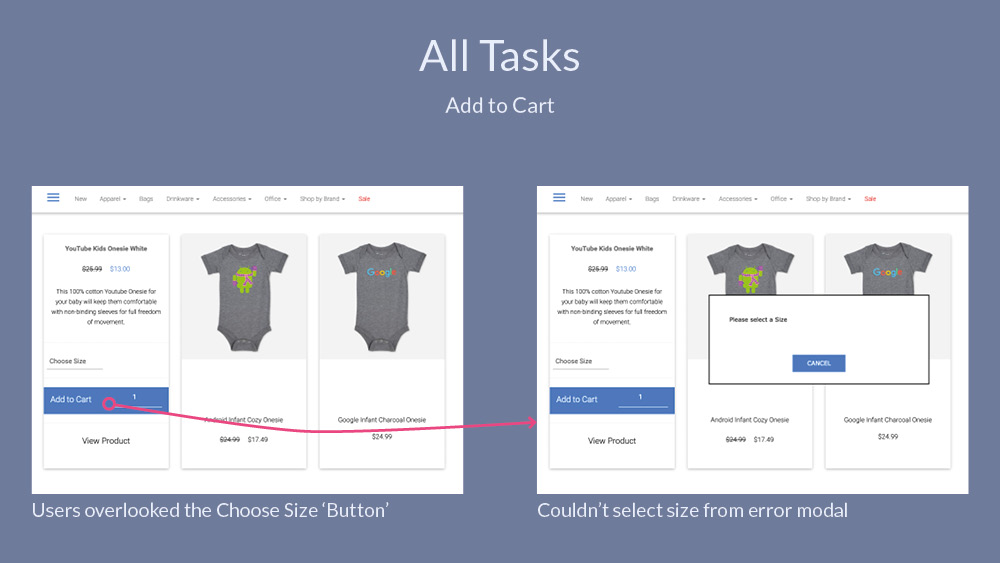 All Tasks
Add to Cart
New Apparel Bags Drinkware Accessories Office Shop by Brand Sale
YouTube Kids Onesie White
$25.99 $13.00
This 100% cotton Youtube Onesie for
your baby will keep them comfortable
with non-binding sleeves for full freedom
of movement.
Choose Size
Add to Cart 1
View Product
Android Infant Cozy Onesie
$24.99 $17.49
Google
Google Infant Charcoal Onesie
$24.99
Users overlooked the Choose Size ‘Button’
New Apparel Bags Drinkware Accessories Office Shop by Brand Sale
YouTube Kids Onesie White
$25.99 $13.00
This 100% cotton Youtube Onesie for
your baby will keep them comfortable
with non-binding sleeves for full freedom
of movement.
Choose Size
Add to Cart 1
View Product
Google
Please select a Size
CANCEL
Android Infant Cozy Onesie
$24.99 $17.49
Google Infant Charcoal Onesie
$24.99
Couldn’t select size from error modal